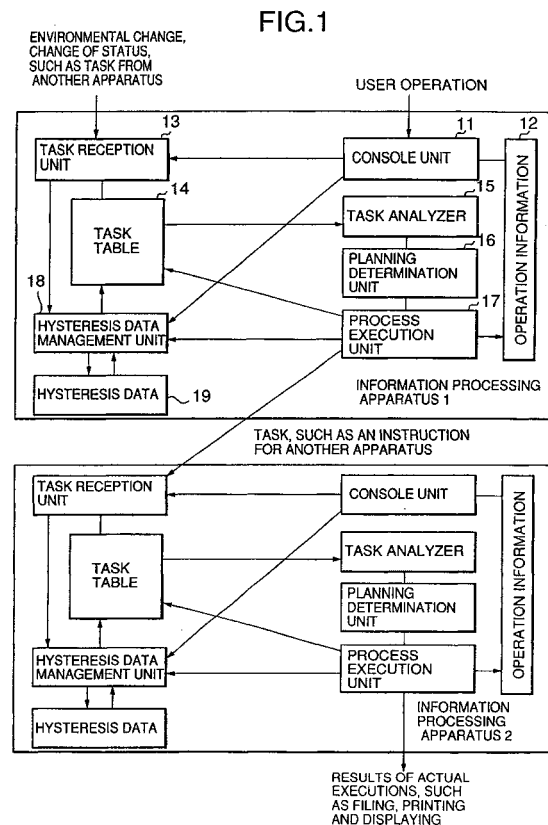 FIG.1
ENVIRONMENTAL CHANGE,
CHANGE OF STATUS,
SUCH AS TASK FROM
ANOTHER APPARATUS
USER OPERATION
13
11
12
TASK RECEPTION
UNIT
CONSOLE UNIT
OPERATION INFORMATION
14
15
TASK
TABLE
TASK ANALYZER
16
PLANNING
DETERMINATION
UNIT
18
17
HYSTERESIS DATA
MANAGEMENT UNIT
PROCESS
EXECUTION
UNIT
HYSTERESIS DATA
19
INFORMATION PROCESSING
APPARATUS 1
TASK, SUCH AS AN INSTRUCTION
FOR ANOTHER APPARATUS
TASK RECEPTION
UNIT
CONSOLE UNIT
OPERATION INFORMATION
TASK
TABLE
TASK ANALYZER
PLANNING
DETERMINATION
UNIT
HYSTERESIS DATA
MANAGEMENT UNIT
PROCESS
EXECUTION
UNIT
HYSTERESIS DATA
INFORMATION
PROCESSING
APPARATUS 2
RESULTS OF ACTUAL
EXECUTIONS, SUCH
AS FILING, PRINTING
AND DISPLAYING